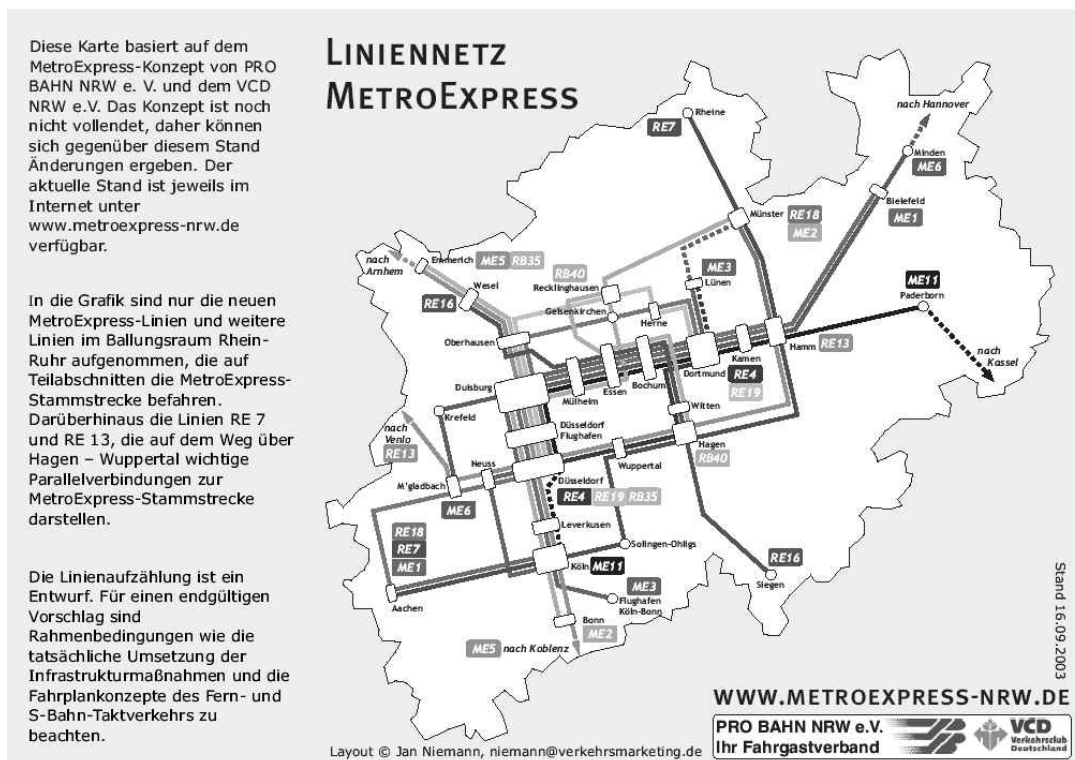 Diese Karte basiert auf dem
MetroExpress-Konzept von PRO
BAHN NRW e. V. und dem VCD
NRW e.V. Das Konzept ist noch
nicht vollendet, daher können
sich gegenüber diesem Stand
Änderungen ergeben. Der
aktuelle Stand ist jeweils im
Internet unter
www.metroexpress-nrw.de
verfügbar.
In die Grafik sind nur die neuen
MetroExpress-Linien und weitere
Linien im Ballungsraum Rhein-
Ruhr aufgenommen, die auf
Teilabschnitten die MetroExpress-
Stammstrecke befahren.
Darüberhinaus die Linien RE 7
und RE 13, die auf dem Weg über
Hagen – Wuppertal wichtige
Parallelverbindungen zur
MetroExpress-Stammstrecke
darstellen.
Die Linienaufzählung ist ein
Entwurf. Für einen endgültigen
Vorschlag sind
Rahmenbedingungen wie die
tatsächliche Umsetzung der
Infrastrukturmaßnahmen und die
Fahrplankonzepte des Fern- und
S-Bahn-Taktverkehrs zu
beachten.
LINIENNETZ
METROEXPRESS
nach Hannover
Rheine
RE7
Minden
ME6
Bielefeld
ME1
Münster RE18
ME2
nach
Arnhem
Emmerich ME5 RB35
Wesel
RE16
RB40
Recklinghausen
ME3
Lünen
ME11
Paderborn
Gelsenkirchen
Herne
Oberhausen
nach
Kassel
Hamm RE13
Kamen
Dortmund RE4
RE19
Bochum
Essen
Mülheim
Duisburg
Krefeld
Witten
nach
Venlo
RE13
Düsseldorf
Flughafen
Hagen
RB40
Wuppertal
Neuss
M'gladbach
ME6
Düsseldorf
RE4 RE19 RB35
Leverkusen
RE18
RE7
ME1
Solingen-Ohligs
Köln ME11
RE16
Siegen
Aachen
ME3
Flughafen
Köln-Bonn
Bonn
ME2
ME5 nach Koblenz
Stand 16.09.2003
WWW.METROEXPRESS-NRW.DE
PRO BAHN NRW e.V.
Ihr Fahrgastverband
VCD
Verkehrsclub
Deutschland
Layout © Jan Niemann, niemann@verkehrsmarketing.de